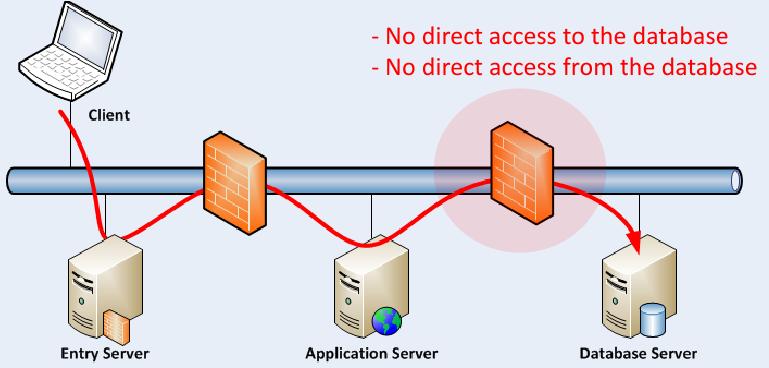 - No direct access to the database
- No direct access from the database
Client
Entry Server
Application Server
Database Server